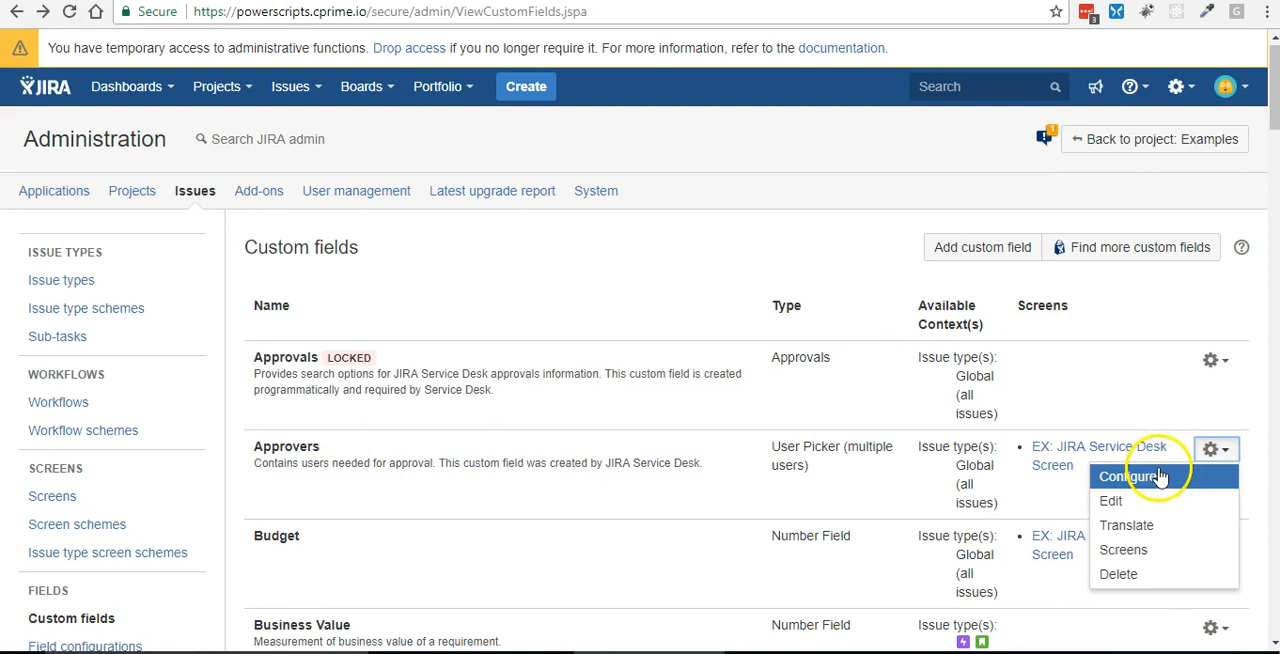 Secure https://powerscripts.cprime.io/secure/admin/ViewCustomFields.jspa
3
G
You have temporary access to administrative functions. Drop access if you no longer require it. For more information, refer to the documentation.
JIRA Dashboards Projects Issues Boards Portfolio Create Search
Administration Search JIRA admin
1
Back to project: Examples
Applications Projects Issues Add-ons User management Latest upgrade report System
ISSUE TYPES
Issue types
Issue type schemes
Sub-tasks
WORKFLOWS
Workflows
Workflow schemes
SCREENS
Screens
Screen schemes
Issue type screen schemes
FIELDS
Custom fields
Field configurations
Custom fields
Add custom field Find more custom fields
Name Type Available Context(s) Screens
Approvals LOCKED
Provides search options for JIRA Service Desk approvals information. This custom field is created
programmatically and required by Service Desk.
Approvals
Issue type(s):
Global
(all
issues)
Approvers
Contains users needed for approval. This custom field was created by JIRA Service Desk.
User Picker (multiple
users)
Issue type(s):
Global
(all
issues)
• EX: JIRA Service Desk
Screen
Configure
Edit
Translate
Screens
Delete
Budget
Number Field
Issue type(s):
Global
(all
issues)
• EX: JIRA
Screen
Business Value
Measurement of business value of a requirement.
Number Field
Issue type(s):